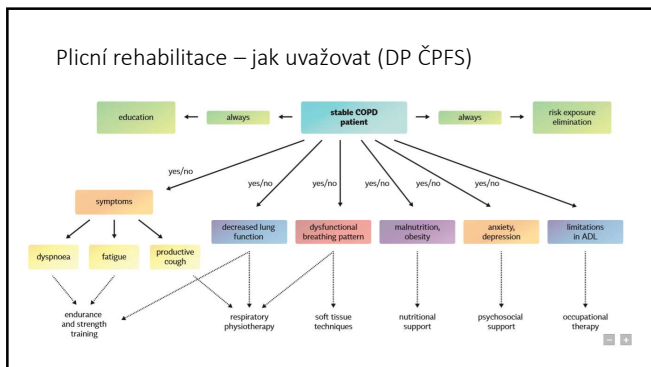 Plicní rehabilitace – jak uvažovat (DP ČPFS)
education
always
stable COPD
patient
always
risk exposure
elimination
yes/no
yes/no
yes/no
yes/no
yes/no
yes/no
symptoms
decreased lung
function
dysfunctional
breathing pattern
malnutrition,
obesity
anxiety,
depression
limitations
in ADL
dyspnoea
fatigue
productive
cough
endurance
and strength
training
respiratory
physiotherapy
soft tissue
techniques
nutritional
support
psychosocial
support
occupational
therapy